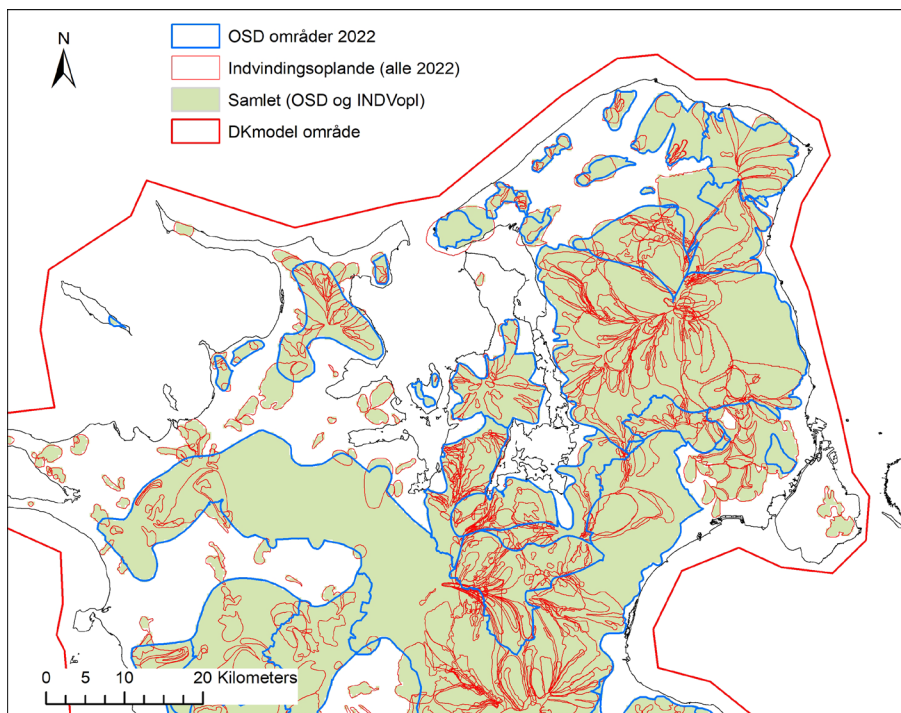 N
OSD områder 2022
Indvindingsoplande (alle 2022)
Samlet (OSD og INDVopl)
DKmodel område
0 5 10 20 Kilometers